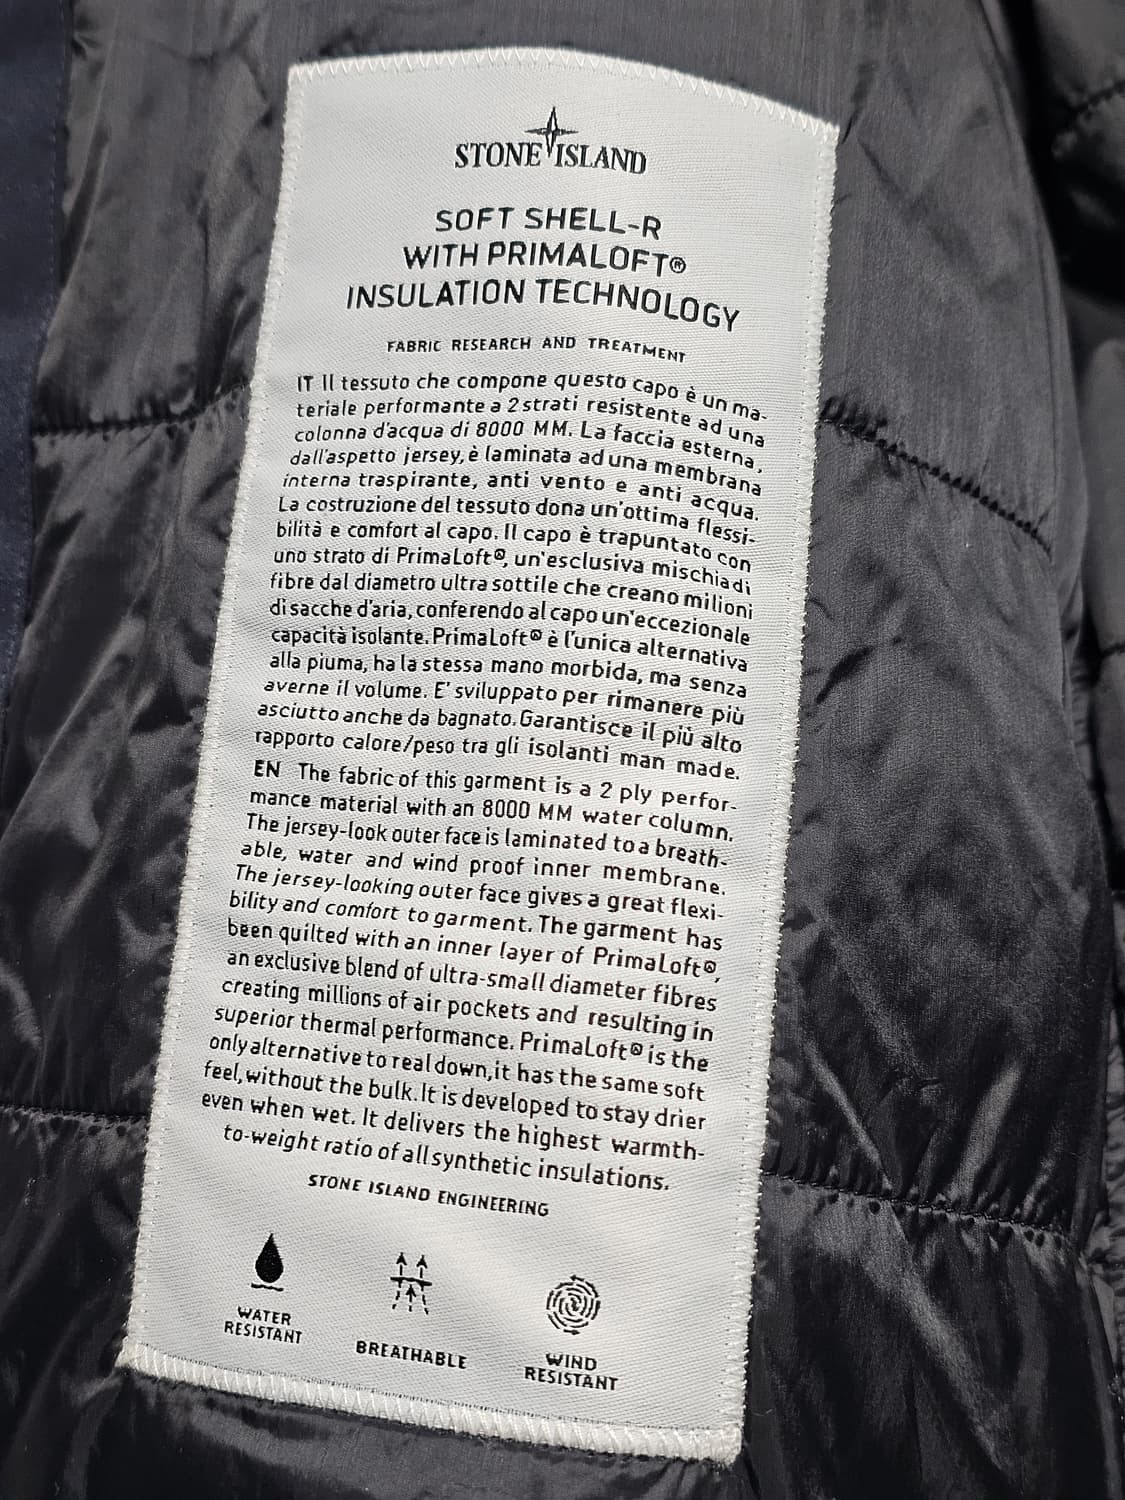 STONE ISLAND
SOFT SHELL-R
WITH PRIMALOFT®
INSULATION TECHNOLOGY
FABRIC RESEARCH AND TREATMENT
IT Il tessuto che compone questo capo è un ma-
teriale performante a 2 strati resistente ad una
colonna d'acqua di 8000 MM. La faccia esterna,
dall'aspetto jersey, è laminata ad una membrana
interna traspirante, anti vento e anti acqua.
La costruzione del tessuto dona un'ottima flessi-
bilità e comfort al capo. Il capo è trapuntato con
uno strato di PrimaLoft®, un'esclusiva mischia di
fibre dal diametro ultra sottile che creano milioni
di sacche d'aria, conferendo al capo un'eccezionale
capacità isolante. PrimaLoft® è l'unica alternativa
alla piuma, ha la stessa mano morbida, ma senza
averne il volume. E' sviluppato per rimanere più
asciutto anche da bagnato. Garantisce il più alto
rapporto calore/peso tra gli isolanti man made.
EN The fabric of this garment is a 2 ply perfor-
mance material with an 8000 MM water column.
The jersey-look outer face is laminated to a breath-
able, water and wind proof inner membrane.
The jersey-looking outer face gives a great flexi-
bility and comfort to garment. The garment has
been quilted with an inner layer of PrimaLoft®,
an exclusive blend of ultra-small diameter fibres
creating millions of air pockets and resulting in
superior thermal performance. PrimaLoft® is the
only alternative to real down, it has the same soft
feel, without the bulk. It is developed to stay drier
even when wet. It delivers the highest warmth-
to-weight ratio of all synthetic insulations.
STONE ISLAND ENGINEERING
WATER
RESISTANT
BREATHABLE
WIND
RESISTANT